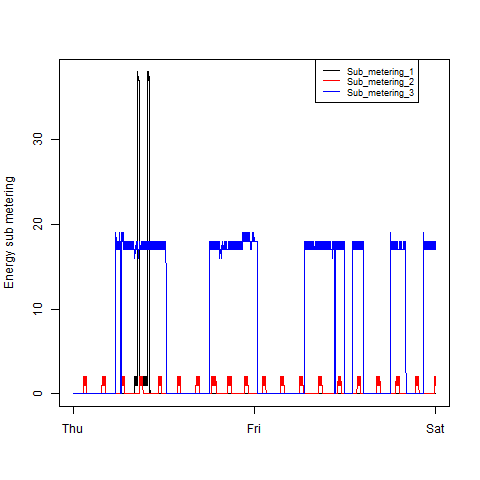 Sub_metering_1
Sub_metering_2
Sub_metering_3
Energy sub metering
30
20
10
0
Thu Fri Sat